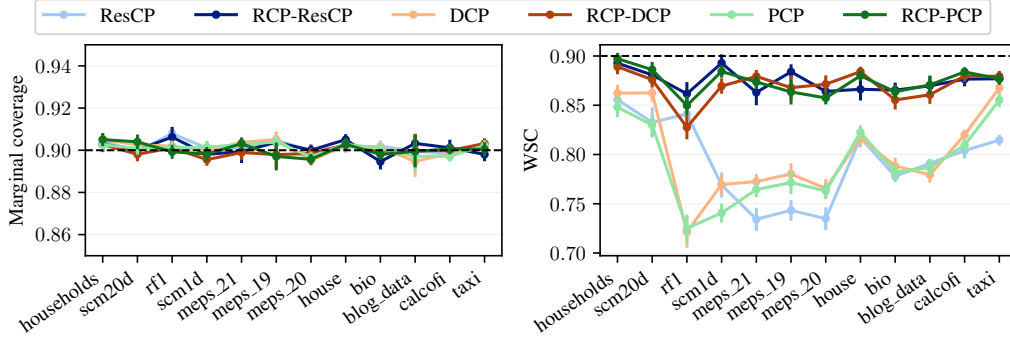 ResCP RCP-ResCP DCP RCP-DCP PCP RCP-PCP
Marginal coverage
0.94
0.92
0.90
0.88
0.86
households scm20d rf1 scm1d meps_21 meps_19 meps_20 house bio blog_data calcofi taxi
WSC
0.90
0.85
0.80
0.75
0.70
households scm20d rf1 scm1d meps_21 meps_19 meps_20 house bio blog_data calcofi taxi